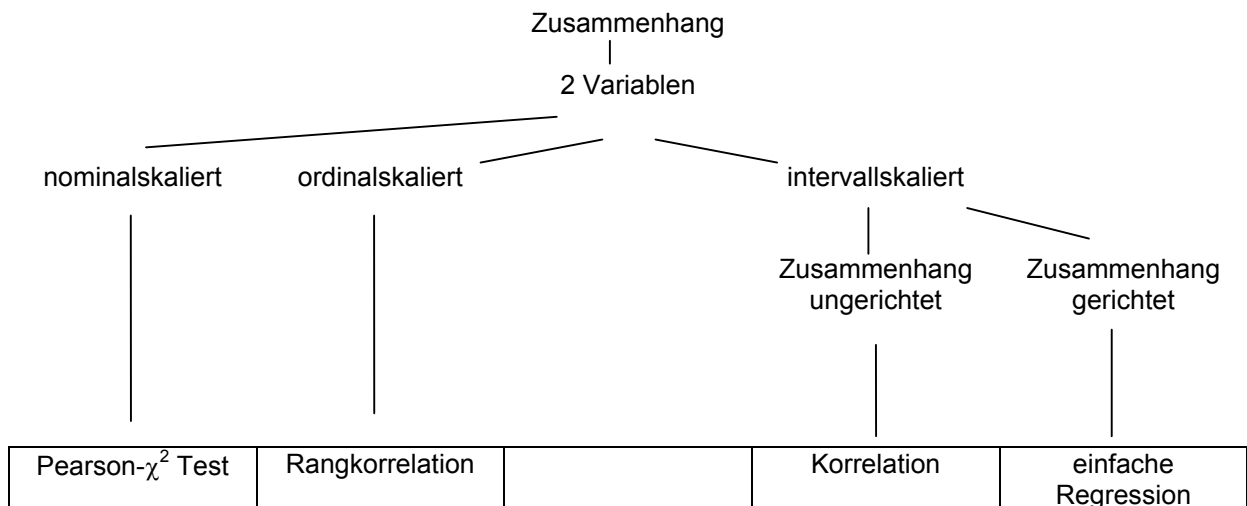 Zusammenhang
2 Variablen
nominalskaliert
ordinalskaliert
intervallskaliert
Zusammenhang
ungerichtet
Zusammenhang
gerichtet
Pearson-χ² Test
Rangkorrelation
Korrelation
einfache
Regression